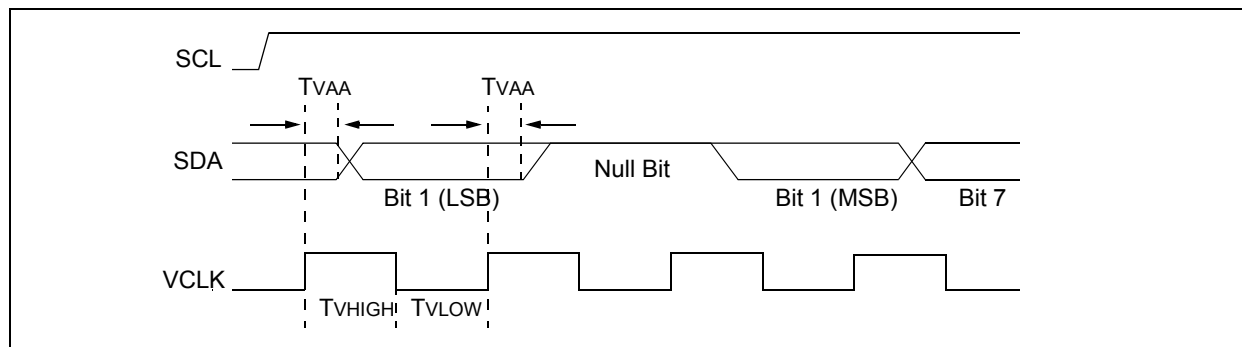 SCL
TVAA TVAA
SDA
Null Bit
Bit 1 (LSB) Bit 1 (MSB) Bit 7
VCLK
TVHIGH TVLOW